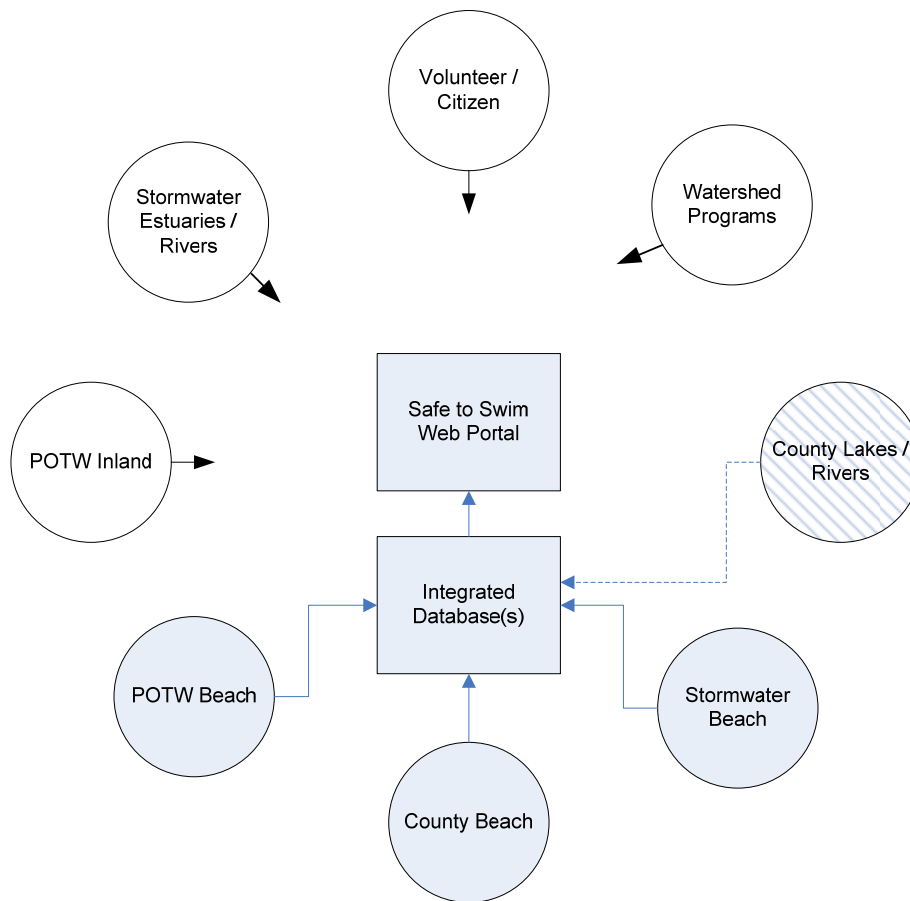 Volunteer /
Citizen
Stormwater
Estuaries /
Rivers
Watershed
Programs
Safe to Swim
Web Portal
POTW Inland
County Lakes /
Rivers
Integrated
Database(s)
POTW Beach
Stormwater
Beach
County Beach